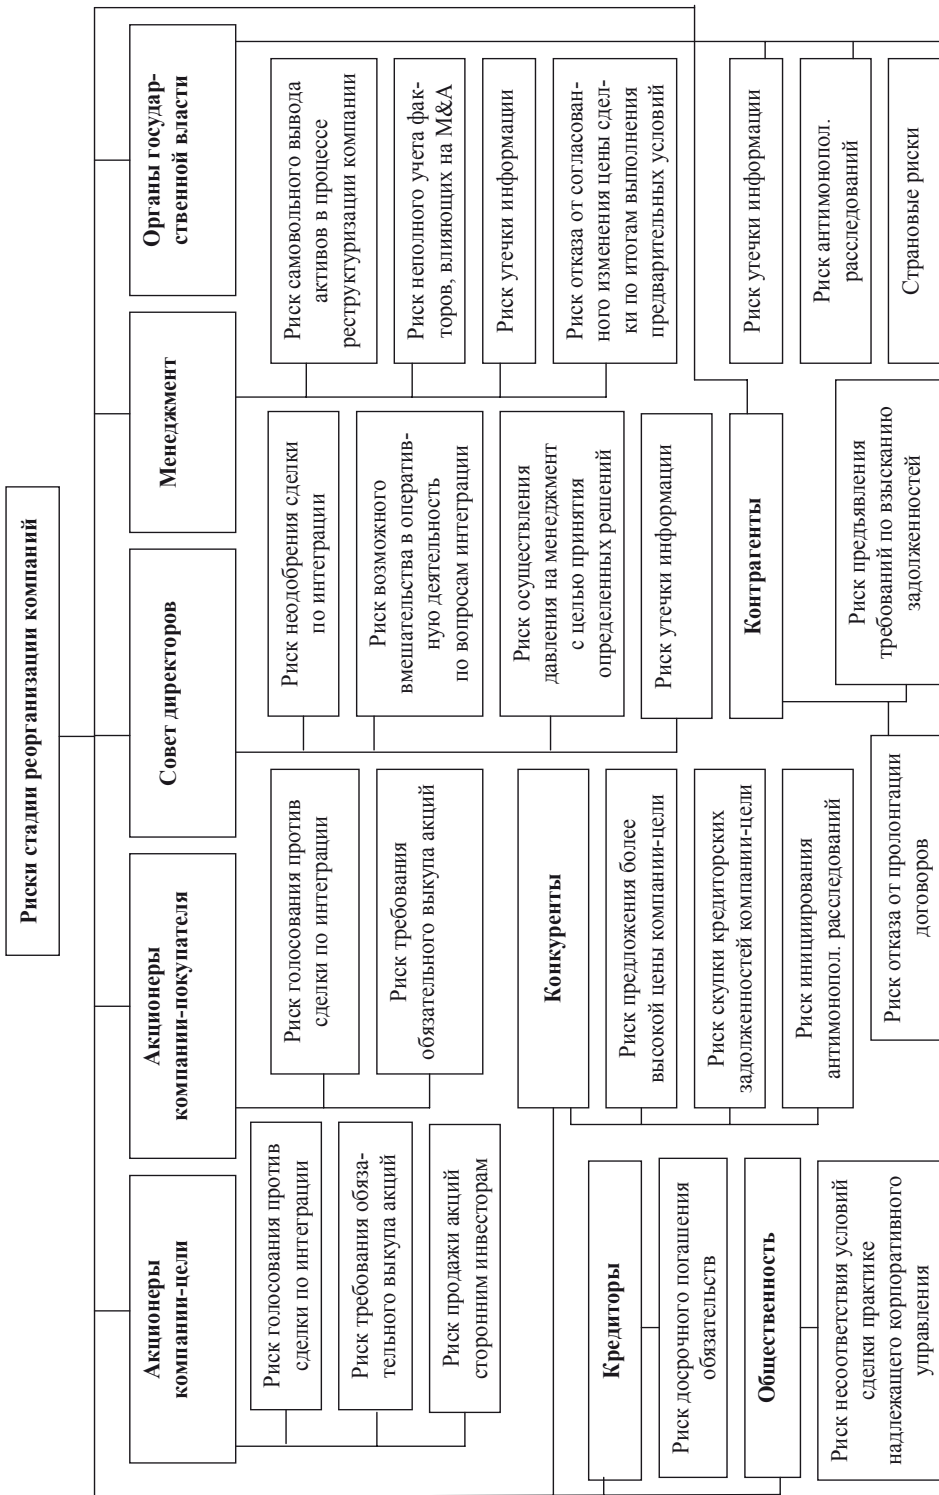 Риски стадии реорганизации компаний
Акционеры
компании-цели
Риск голосования против
сделки по интеграции
Риск требования обяза-
тельного выкупа акций
Риск продажи акций
сторонним инвесторам
Акционеры
компании-покупателя
Риск голосования против
сделки по интеграции
Риск требования
обязательного выкупа акций
Совет директоров
Риск неодобрения сделки
по интеграции
Риск возможного
вмешательства в оператив-
ную деятельность
по вопросам интеграции
Риск осуществления
давления на менеджмент
с целью принятия
определенных решений
Риск утечки информации
Менеджмент
Риск самовольного вывода
активов в процессе
реструктуризации компании
Риск неполного учета фак-
торов, влияющих на M&A
Риск утечки информации
Риск отказа от согласован-
ного изменения цены сдел-
ки по итогам выполнения
предварительных условий
Органы государ-
ственной власти
Риск утечки информации
Риск антимонопол.
расследований
Страновые риски
Кредиторы
Риск досрочного погашения
обязательств
Общественность
Риск несоответствия условий
сделки практике
надлежащего корпоративного
управления
Конкуренты
Риск предложения более
высокой цены компании-цели
Риск скупки кредиторских
задолженностей компании-цели
Риск инициирования
антимонопол. расследований
Контрагенты
Риск отказа от пролонгации
договоров
Риск предъявления
требований по взысканию
задолженностей